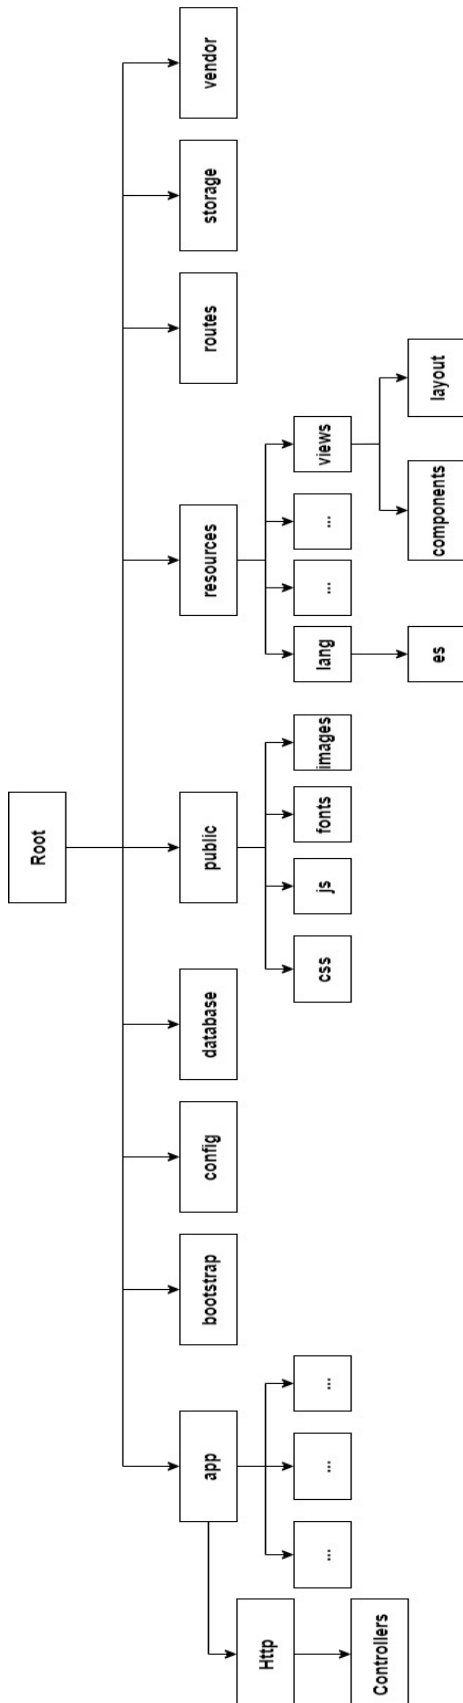 Root
app
bootstrap
config
database
public
resources
routes
storage
vendor
Http
...
...
...
css
js
fonts
images
lang
...
...
views
Controllers
es
components
layout